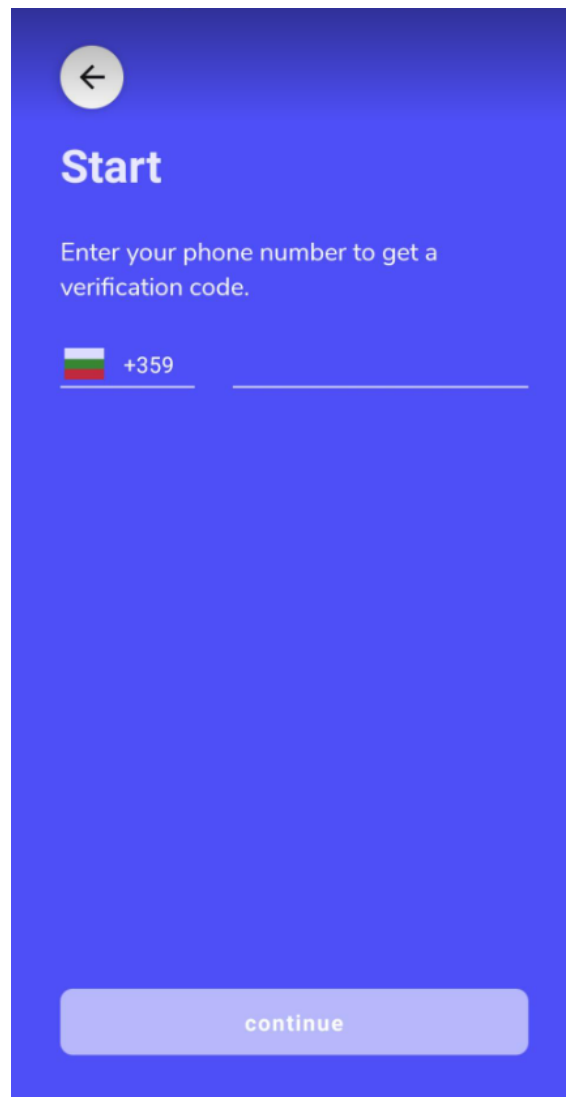 Start
Enter your phone number to get a
verification code.
+359
continue